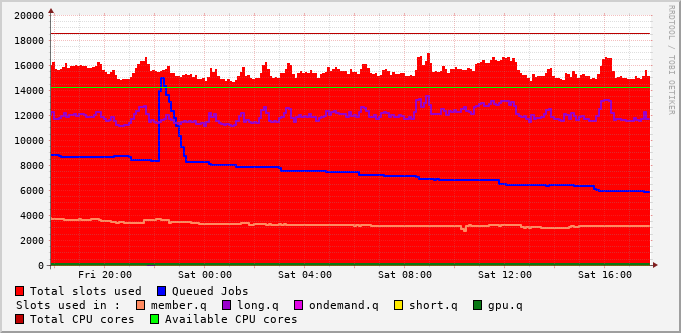 20000
18000
16000
14000
12000
10000
8000
6000
4000
2000
0
Fri 20:00 Sat 00:00 Sat 04:00 Sat 08:00 Sat 12:00 Sat 16:00
Total slots used Queued Jobs
Slots used in : member.q long.q ondemand.q short.q gpu.q
Total CPU cores Available CPU cores
RRDTOOL / TOBI OETIKER